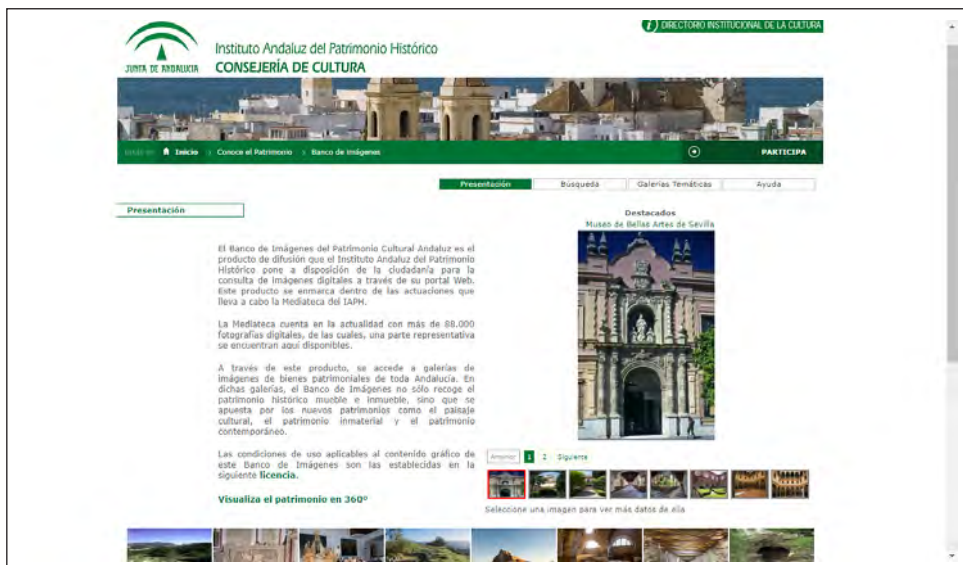 DIRECTORIO INSTITUCIONAL DE LA CULTURA
JUNTA DE ANDALUCIA
Instituto Andaluz del Patrimonio Histórico
CONSEJERÍA DE CULTURA
Inicio > Conoce el Patrimonio > Banco de Imágenes
PARTICIPA
Presentación Búsqueda Galerías Temáticas Ayuda
Presentación
El Banco de Imágenes del Patrimonio Cultural Andaluz es el
producto de difusión que el Instituto Andaluz del Patrimonio
Histórico pone a disposición de la ciudadanía para la
consulta de imágenes digitales a través de su portal Web.
Este producto se enmarca dentro de las actuaciones que
lleva a cabo la Mediateca del IAPH.
La Mediateca cuenta en la actualidad con más de 88.000
fotografías digitales, de las cuales, una parte representativa
se encuentran aquí disponibles.
A través de este producto, se accede a galerías de
imágenes de bienes patrimoniales de toda Andalucía. En
dichas galerías, el Banco de Imágenes no sólo recoge el
patrimonio histórico mueble e inmueble, sino que se
apuesta por los nuevos patrimonios como el paisaje
cultural, el patrimonio inmaterial y el patrimonio
contemporáneo.
Las condiciones de uso aplicables al contenido gráfico de
este Banco de Imágenes son las establecidas en la
siguiente licencia.
Visualiza el patrimonio en 360º
Destacados
Museo de Bellas Artes de Sevilla
Anterior 1 2 Siguiente
Seleccione una imagen para ver más datos de ella